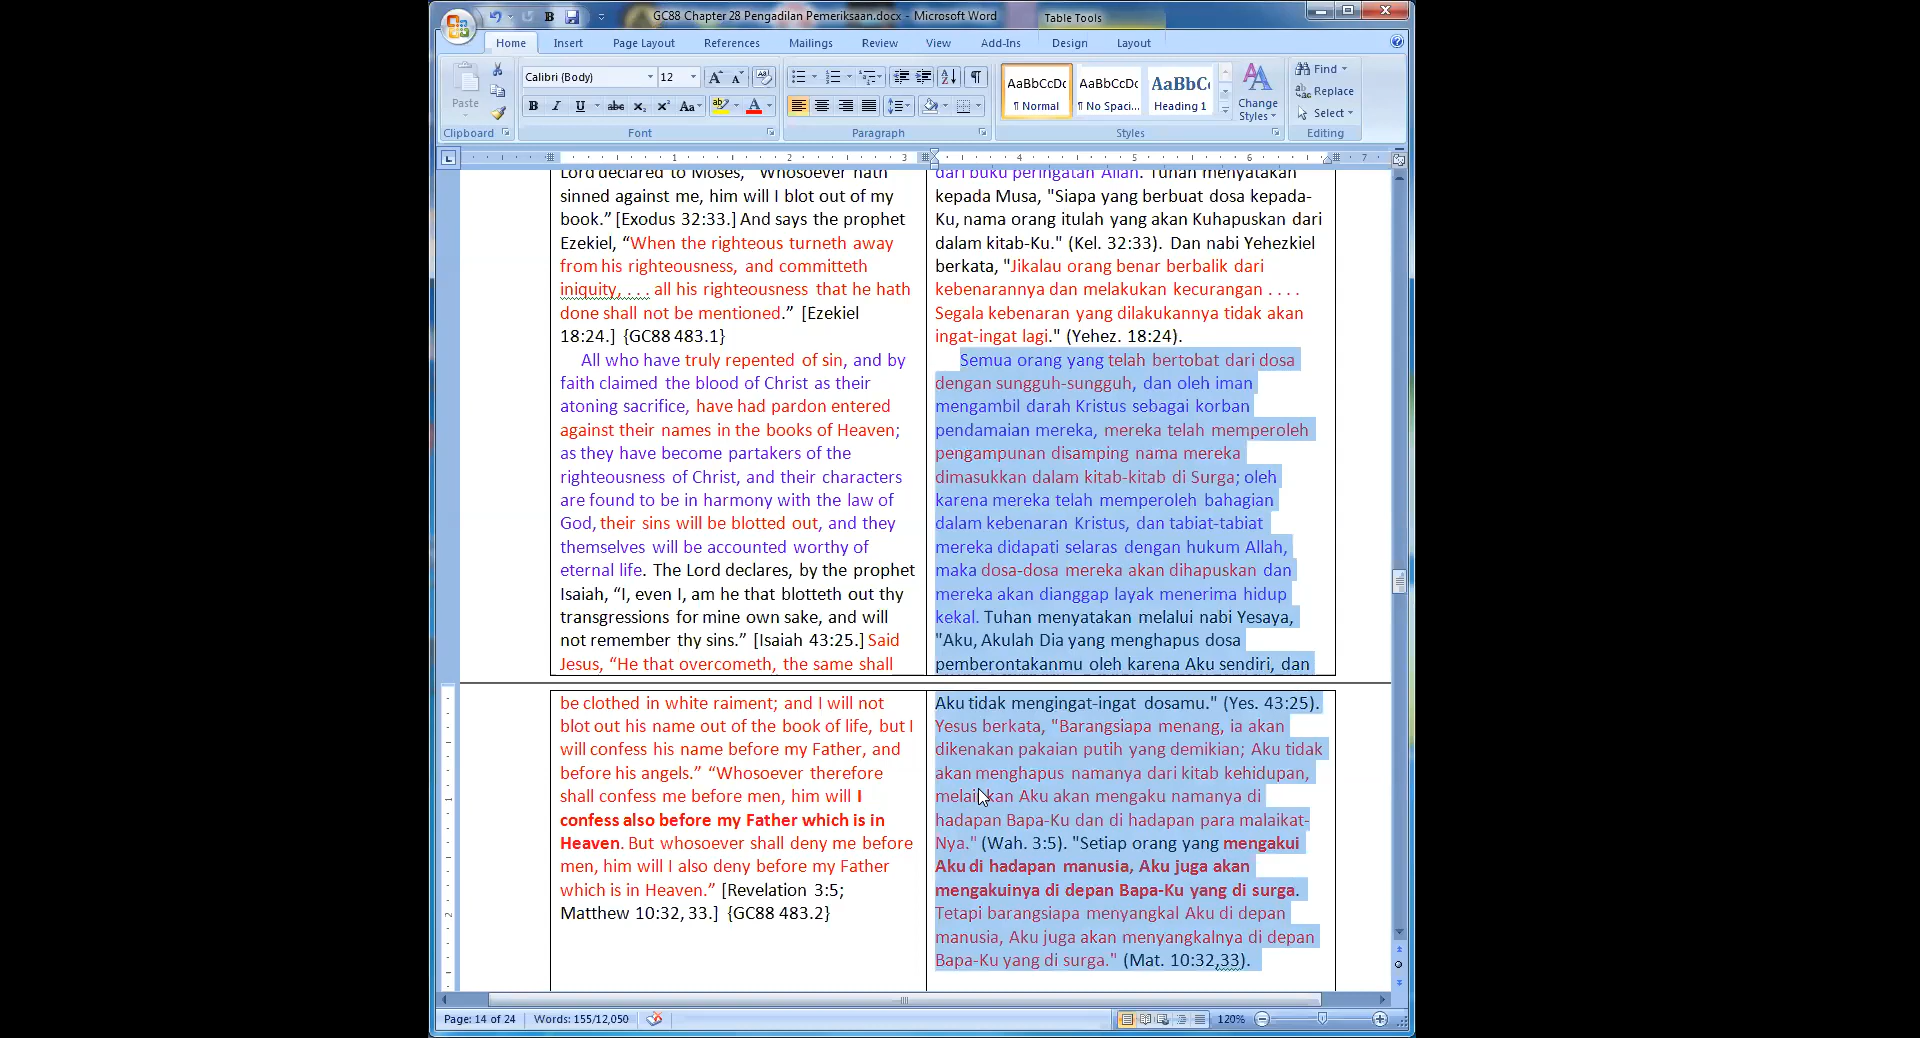 GC88 Chapter 28 Pengadilan Pemeriksaan.docx - Microsoft Word
Table Tools
Home
Insert
Page Layout
References
Mailings
Review
View
Add-Ins
Design
Layout
Paste
Clipboard
Calibri (Body)
12
Font
Paragraph
AaBbCcDc
¶ Normal
AaBbCcDc
¶ No Spaci...
AaBbC
Heading 1
Change
Styles
Styles
Find
Replace
Select
Editing
1 2 3 4 5 6 7
Lord declared to Moses, "Whosoever hath
sinned against me, him will I blot out of my
book.” [Exodus 32:33.] And says the prophet
Ezekiel, “When the righteous turneth away
from his righteousness, and committeth
iniquity, . . . all his righteousness that he hath
done shall not be mentioned.” [Ezekiel
18:24.] {GC88 483.1}
All who have truly repented of sin, and by
faith claimed the blood of Christ as their
atoning sacrifice, have had pardon entered
against their names in the books of Heaven;
as they have become partakers of the
righteousness of Christ, and their characters
are found to be in harmony with the law of
God, their sins will be blotted out, and they
themselves will be accounted worthy of
eternal life. The Lord declares, by the prophet
Isaiah, “I, even I, am he that blotteth out thy
transgressions for mine own sake, and will
not remember thy sins.” [Isaiah 43:25.] Said
Jesus, “He that overcometh, the same shall
be clothed in white raiment; and I will not
blot out his name out of the book of life, but I
will confess his name before my Father, and
before his angels.” “Whosoever therefore
shall confess me before men, him will I
confess also before my Father which is in
Heaven. But whosoever shall deny me before
men, him will I also deny before my Father
which is in Heaven.” [Revelation 3:5;
Matthew 10:32, 33.] {GC88 483.2}
dari buku peringatan Allah. Tuhan menyatakan
kepada Musa, "Siapa yang berbuat dosa kepada-
Ku, nama orang itulah yang akan Kuhapuskan dari
dalam kitab-Ku." (Kel. 32:33). Dan nabi Yehezkiel
berkata, "Jikalau orang benar berbalik dari
kebenarannya dan melakukan kecurangan . . . .
Segala kebenaran yang dilakukannya tidak akan
ingat-ingat lagi." (Yehez. 18:24).
Semua orang yang telah bertobat dari dosa
dengan sungguh-sungguh, dan oleh iman
mengambil darah Kristus sebagai korban
pendamaian mereka, mereka telah memperoleh
pengampunan disamping nama mereka
dimasukkan dalam kitab-kitab di Surga; oleh
karena mereka telah memperoleh bahagian
dalam kebenaran Kristus, dan tabiat-tabiat
mereka didapati selaras dengan hukum Allah,
maka dosa-dosa mereka akan dihapuskan dan
mereka akan dianggap layak menerima hidup
kekal. Tuhan menyatakan melalui nabi Yesaya,
"Aku, Akulah Dia yang menghapus dosa
pemberontakanmu oleh karena Aku sendiri, dan
Aku tidak mengingat-ingat dosamu." (Yes. 43:25).
Yesus berkata, "Barangsiapa menang, ia akan
dikenakan pakaian putih yang demikian; Aku tidak
akan menghapus namanya dari kitab kehidupan,
melainkan Aku akan mengaku namanya di
hadapan Bapa-Ku dan di hadapan para malaikat-
Nya." (Wah. 3:5). "Setiap orang yang mengakui
Aku di hadapan manusia, Aku juga akan
mengakuinya di depan Bapa-Ku yang di surga.
Tetapi barangsiapa menyangkal Aku di depan
manusia, Aku juga akan menyangkalnya di depan
Bapa-Ku yang di surga." (Mat. 10:32,33).
Page: 14 of 24
Words: 155/12,050
120%